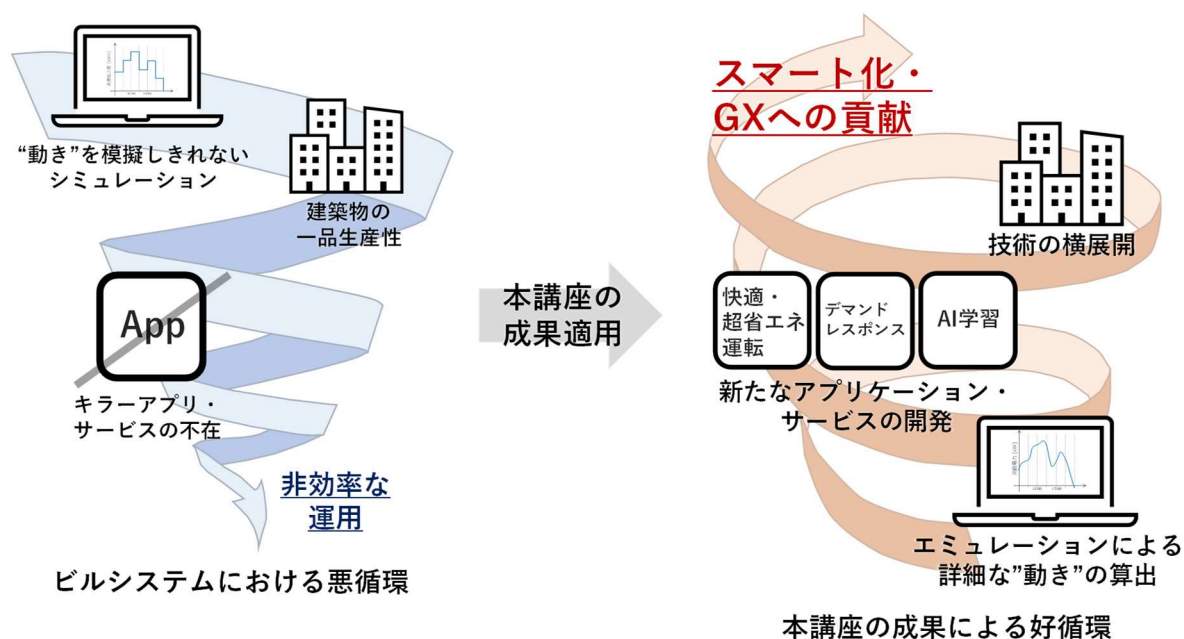 “動き”を模擬しきれない
シミュレーション
建築物の
一品生産性
App
キラーアプリ・
サービスの不在
非効率な
運用
ビルシステムにおける悪循環
本講座の
成果適用
スマート化・
GXへの貢献
技術の横展開
快適・
超省エネ
運転
デマンド
レスポンス
AI学習
新たなアプリケーション・
サービスの開発
エミュレーションによる
詳細な”動き”の算出
本講座の成果による好循環